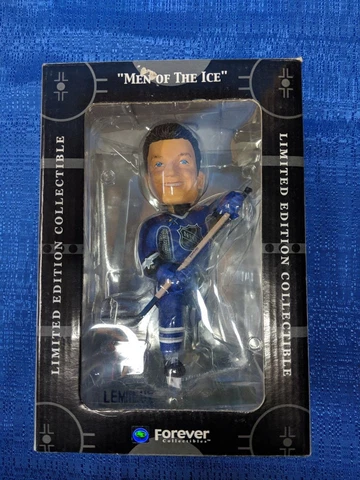 "MEN OF THE ICE"
LIMITED EDITION COLLECTIBLE
LIMITED EDITION COLLECTIBLE
Forever
Collectibles